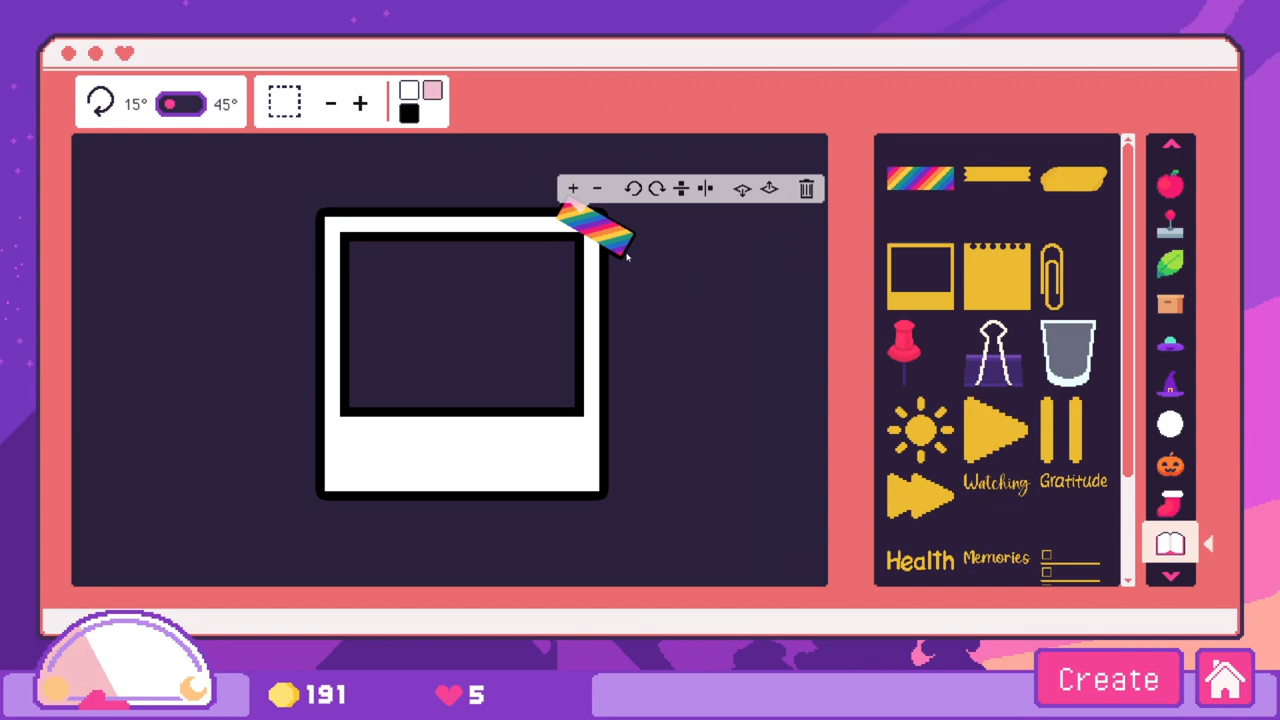 15° 45° - +
+ -
Watching Gratitude
Health Memories
191 5 Create